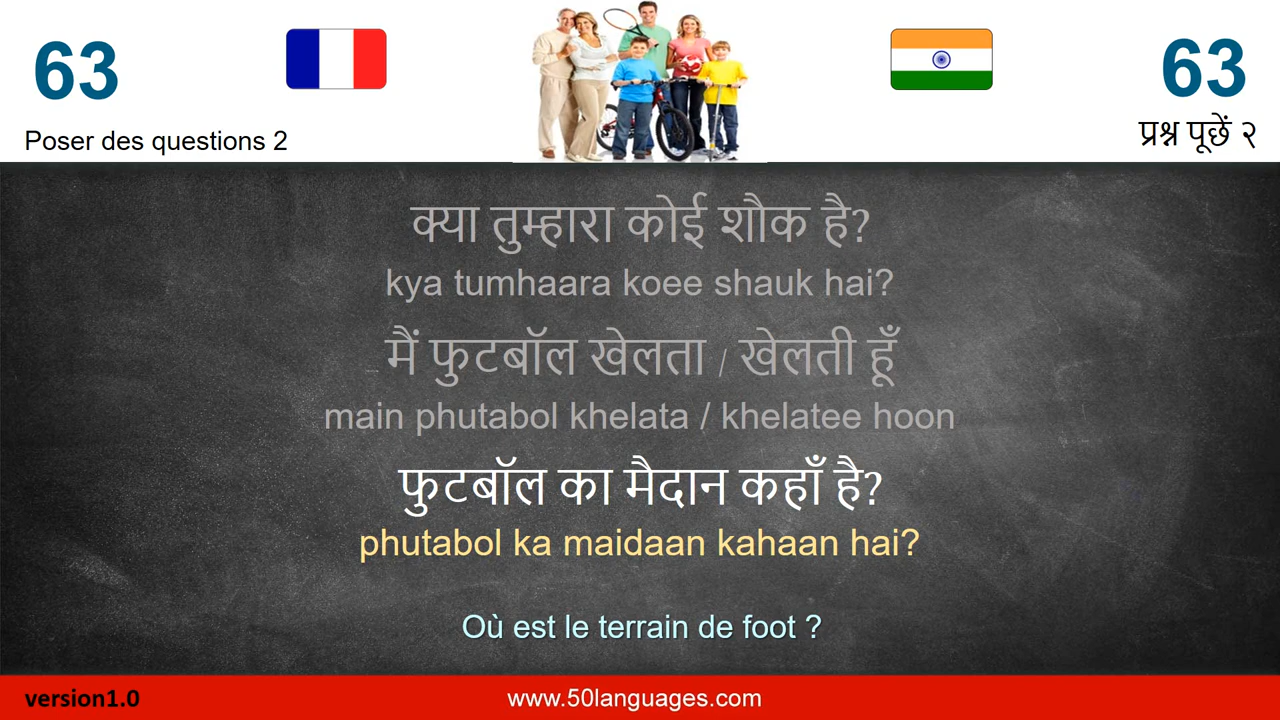 63
63
Poser des questions 2
प्रश्न पूछें २
क्या तुम्हारा कोई शौक है?
kya tumhaara koee shauk hai?
मैं फुटबॉल खेलता / खेलती हूँ
main phutabol khelata / khelatee hoon
फुटबॉल का मैदान कहाँ है?
phutabol ka maidaan kahaan hai?
Où est le terrain de foot ?
version1.0
www.50languages.com